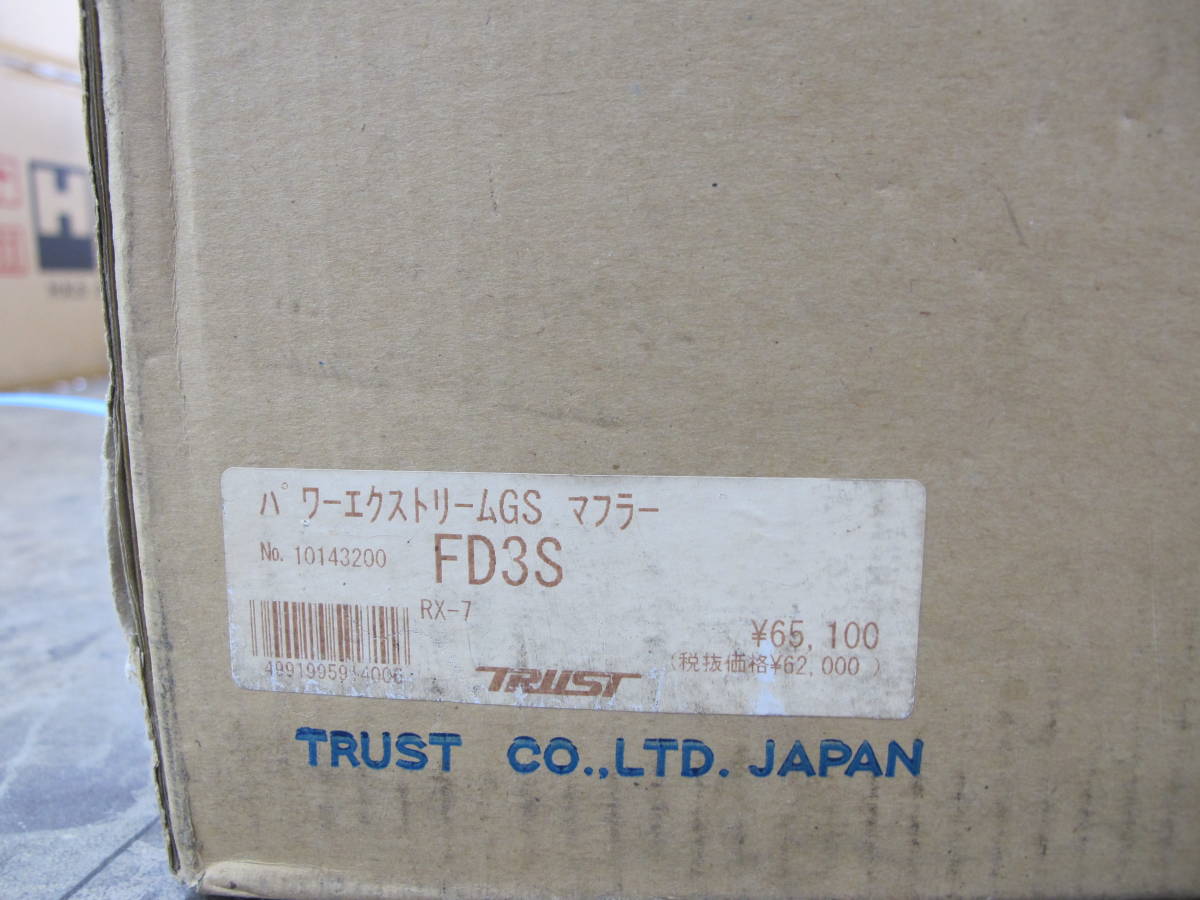 パワーエクストリームGS マフラー
No. 10143200 FD3S
RX-7
¥65,100
(税抜価格¥62,000 )
TRUST
TRUST CO.,LTD. JAPAN
H